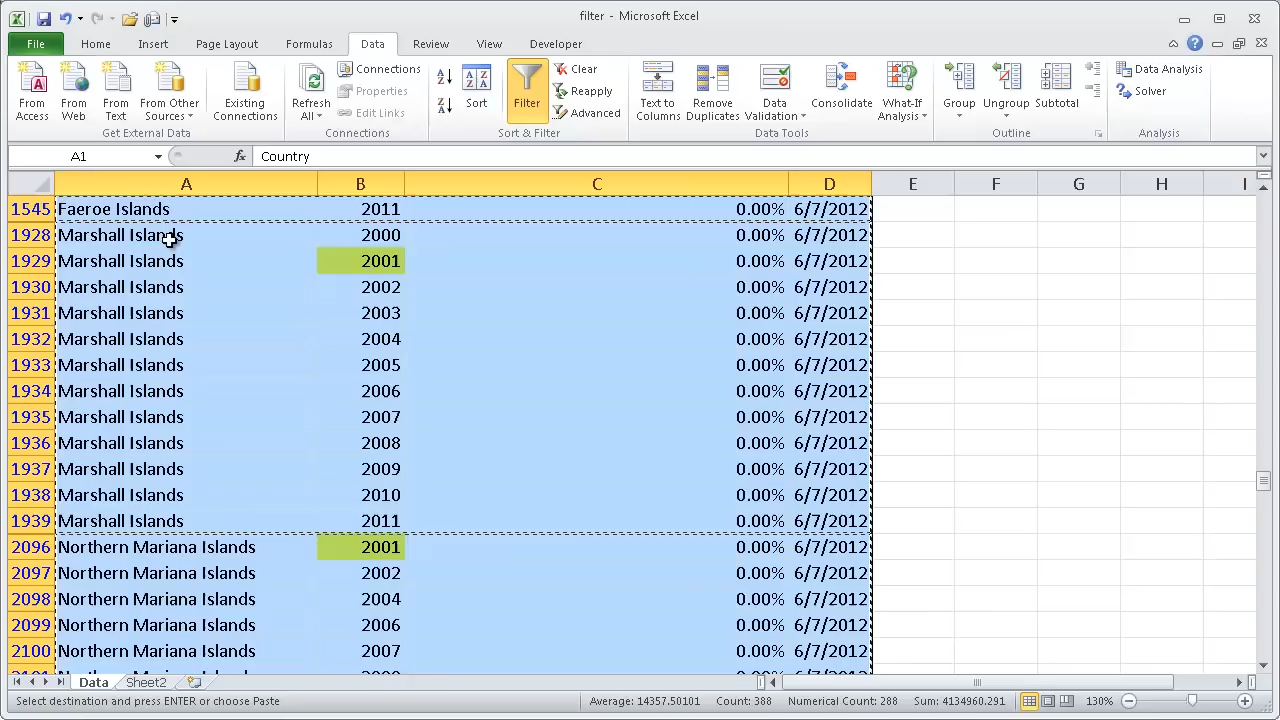 filter - Microsoft Excel
File Home Insert Page Layout Formulas Data Review View Developer
From Access From Web From Text From Other Sources Existing Connections Refresh All Connections Properties Edit Links Sort Filter Clear Reapply Advanced Text to Columns Remove Duplicates Data Validation Consolidate What-If Analysis Group Ungroup Subtotal Data Analysis Solver
Get External Data Connections Sort & Filter Data Tools Outline Analysis
A1 fx Country
A B C D E F G H I
1545 Faeroe Islands 2011 0.00% 6/7/2012
1928 Marshall Islands 2000 0.00% 6/7/2012
1929 Marshall Islands 2001 0.00% 6/7/2012
1930 Marshall Islands 2002 0.00% 6/7/2012
1931 Marshall Islands 2003 0.00% 6/7/2012
1932 Marshall Islands 2004 0.00% 6/7/2012
1933 Marshall Islands 2005 0.00% 6/7/2012
1934 Marshall Islands 2006 0.00% 6/7/2012
1935 Marshall Islands 2007 0.00% 6/7/2012
1936 Marshall Islands 2008 0.00% 6/7/2012
1937 Marshall Islands 2009 0.00% 6/7/2012
1938 Marshall Islands 2010 0.00% 6/7/2012
1939 Marshall Islands 2011 0.00% 6/7/2012
2096 Northern Mariana Islands 2001 0.00% 6/7/2012
2097 Northern Mariana Islands 2002 0.00% 6/7/2012
2098 Northern Mariana Islands 2004 0.00% 6/7/2012
2099 Northern Mariana Islands 2006 0.00% 6/7/2012
2100 Northern Mariana Islands 2007 0.00% 6/7/2012
Data Sheet2
Select destination and press ENTER or choose Paste Average: 14357.50101 Count: 388 Numerical Count: 288 Sum: 4134960.291 130%